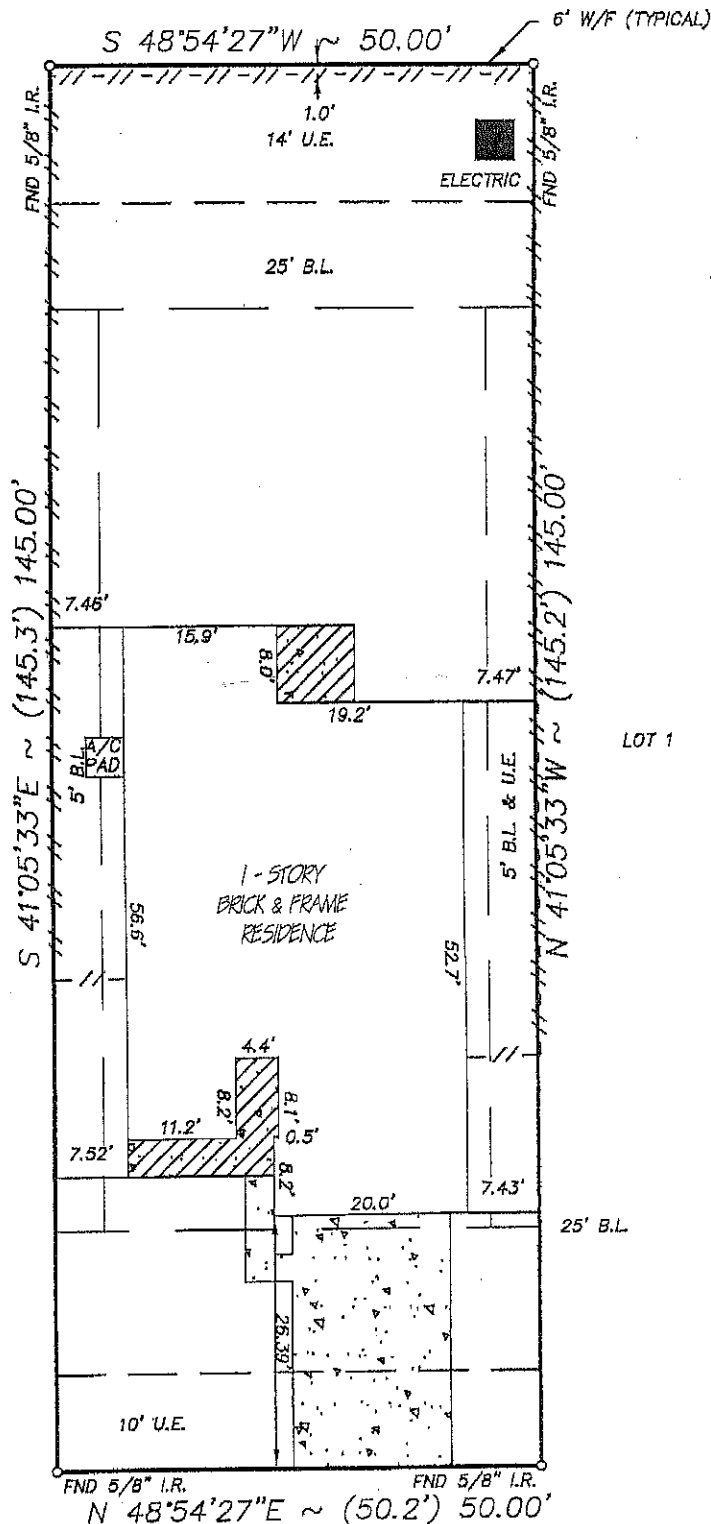 6' W/F (TYPICAL)
S 48°54'27"W ~ 50.00'
1.0'
14' U.E.
FND 5/8" I.R.
FND 5/8" I.R.
ELECTRIC
25' B.L.
S 41°05'33"E ~ (145.3') 145.00'
N 41°05'33"W ~ (145.2') 145.00'
7.46'
15.9'
8.0'
7.47'
19.2'
LOT 1
A/C
PAD
5' B.L.
5' B.L. & U.E.
1 - STORY
BRICK & FRAME
RESIDENCE
56.6'
52.7'
4.4'
8.2'
8.1'
11.2'
0.5'
7.52'
8.2'
7.43'
20.0'
25' B.L.
26.39'
10' U.E.
FND 5/8" I.R.
FND 5/8" I.R.
N 48°54'27"E ~ (50.2') 50.00'